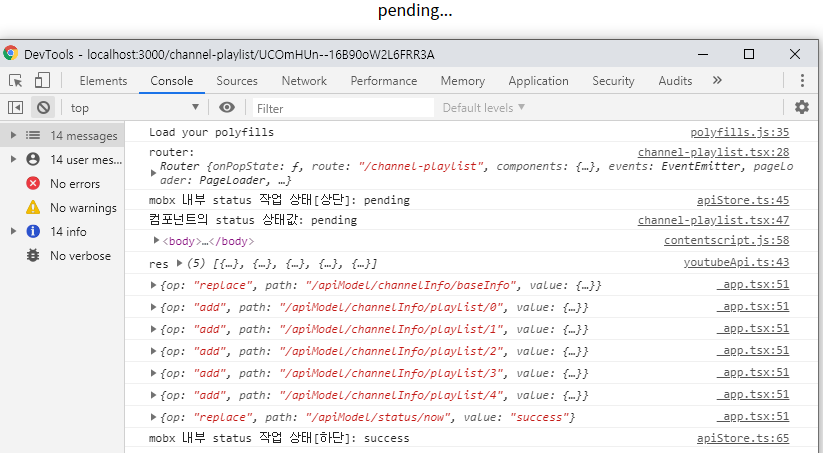 pending...
DevTools - localhost:3000/channel-playlist/UCOmHUn--16B90oW2L6FRR3A
Elements Console Sources Network Performance Memory Application Security Audits »
top Filter Default levels
14 messages
14 user mes...
No errors
No warnings
14 info
No verbose
Load your polyfills polyfills.js:35
router: channel-playlist.tsx:28
Router {onPopState: ƒ, route: "/channel-playlist", components: {…}, events: EventEmitter, pageLo
ader: PageLoader, …}
mobx 내부 status 작업 상태[상단]: pending apiStore.ts:45
컴포넌트의 status 상태값: pending channel-playlist.tsx:47
<body>…</body> contentscript.js:58
res (5) [{…}, {…}, {…}, {…}, {…}] youtubeApi.ts:43
{op: "replace", path: "/apiModel/channelInfo/baseInfo", value: {…}} _app.tsx:51
{op: "add", path: "/apiModel/channelInfo/playList/0", value: {…}} _app.tsx:51
{op: "add", path: "/apiModel/channelInfo/playList/1", value: {…}} _app.tsx:51
{op: "add", path: "/apiModel/channelInfo/playList/2", value: {…}} _app.tsx:51
{op: "add", path: "/apiModel/channelInfo/playList/3", value: {…}} _app.tsx:51
{op: "add", path: "/apiModel/channelInfo/playList/4", value: {…}} _app.tsx:51
{op: "replace", path: "/apiModel/status/now", value: "success"} _app.tsx:51
mobx 내부 status 작업 상태[하단]: success apiStore.ts:65